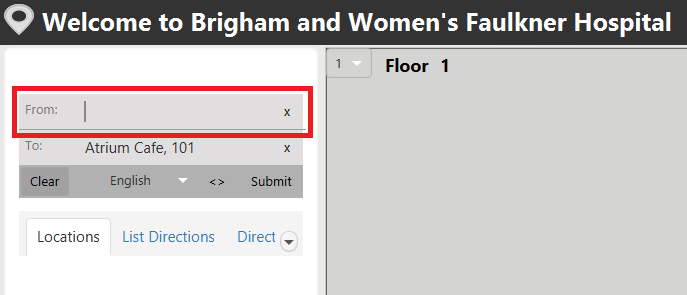 Welcome to Brigham and Women's Faulkner Hospital
1 Floor 1
From: x
To: Atrium Cafe, 101 x
Clear English <> Submit
Locations List Directions Direct